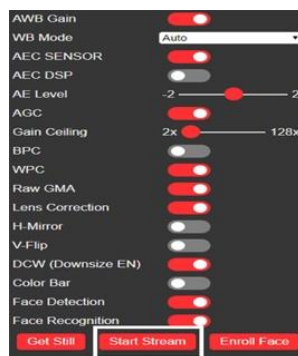 AWB Gain
WB Mode Auto
AEC SENSOR
AEC DSP
AE Level -2 2
AGC
Gain Ceiling 2x 128x
BPC
WPC
Raw GMA
Lens Correction
H-Mirror
V-Flip
DCW (Downsize EN)
Color Bar
Face Detection
Face Recognition
Get Still Start Stream Enroll Face